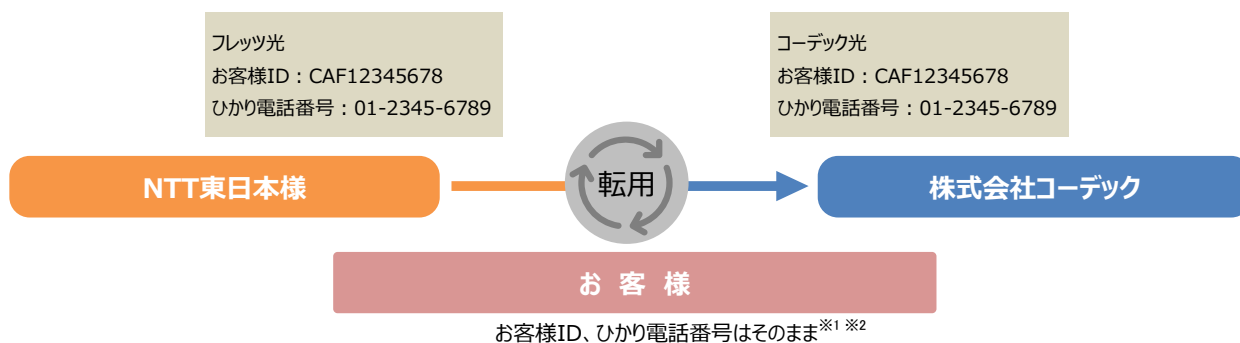 フレッツ光
お客様ID：CAF12345678
ひかり電話番号：01-2345-6789
コーデック光
お客様ID：CAF12345678
ひかり電話番号：01-2345-6789
NTT東日本様
転用
株式会社コーデック
お 客 様
お客様ID、ひかり電話番号はそのまま※1 ※2